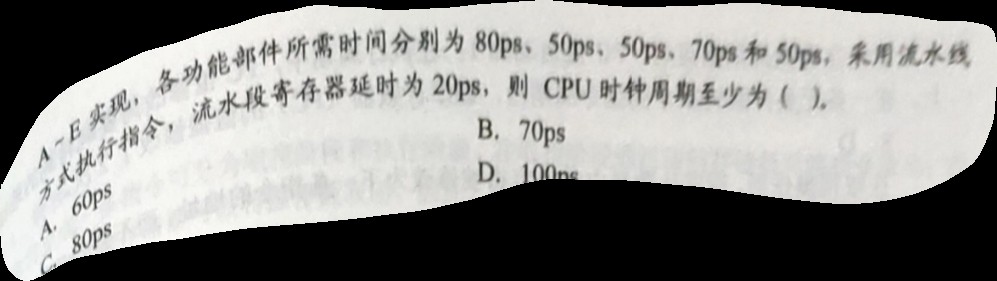 A~E 实现，各功能部件所需时间分别为 80ps、50ps、50ps、70ps 和 50ps，采用流水线
方式执行指令，流水段寄存器延时为 20ps，则 CPU 时钟周期至少为（ ）。
A. 60ps B. 70ps
C. 80ps D. 100ps